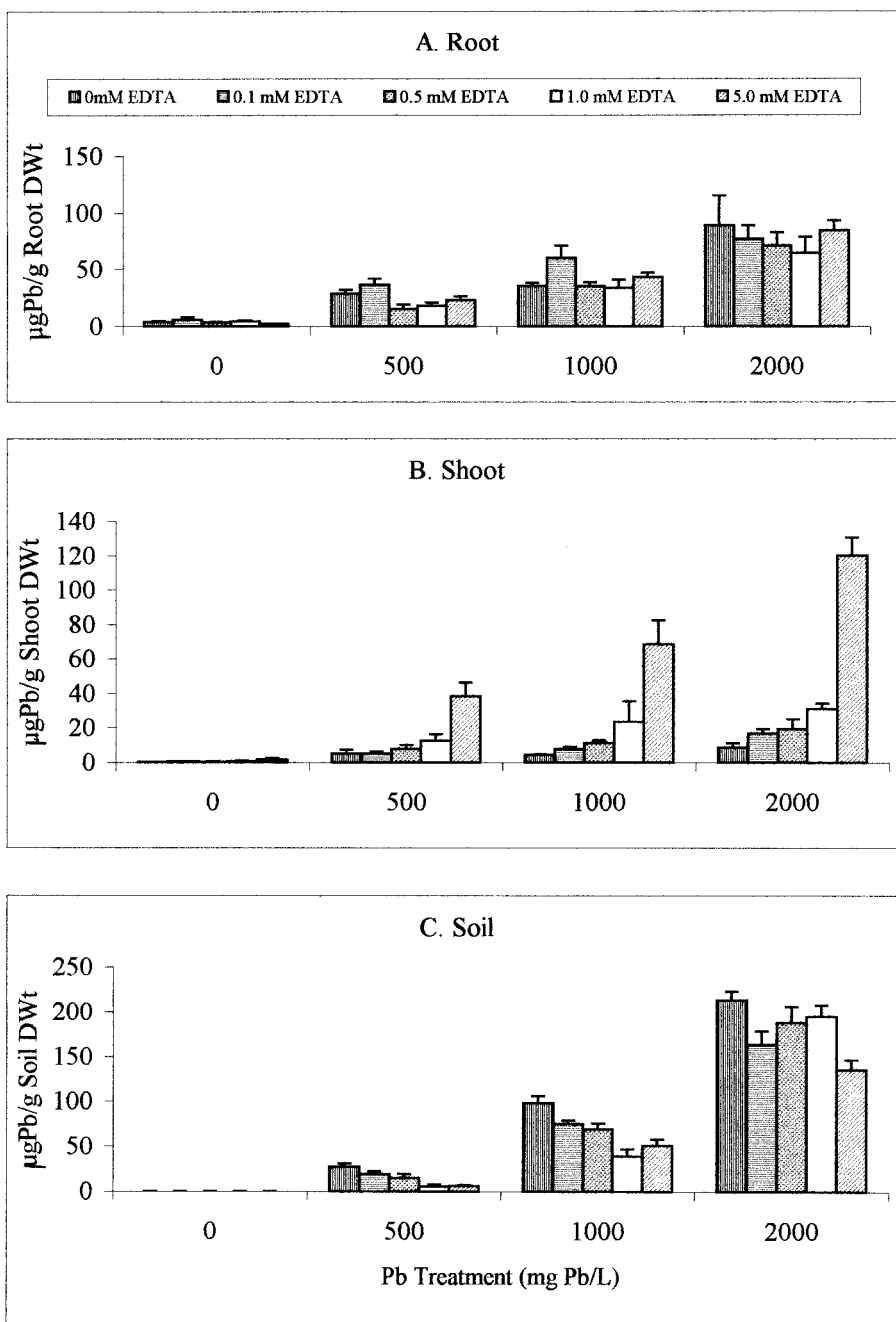 A. Root
0mM EDTA 0.1 mM EDTA 0.5 mM EDTA 1.0 mM EDTA 5.0 mM EDTA
µgPb/g Root DWt
150
100
50
0
0 500 1000 2000
B. Shoot
µgPb/g Shoot DWt
140
120
100
80
60
40
20
0
0 500 1000 2000
C. Soil
µgPb/g Soil DWt
250
200
150
100
50
0
0 500 1000 2000
Pb Treatment (mg Pb/L)